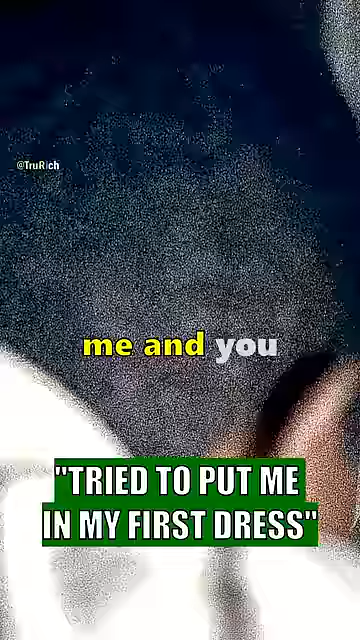 @TruRich
me and you
"TRIED TO PUT ME
IN MY FIRST DRESS"